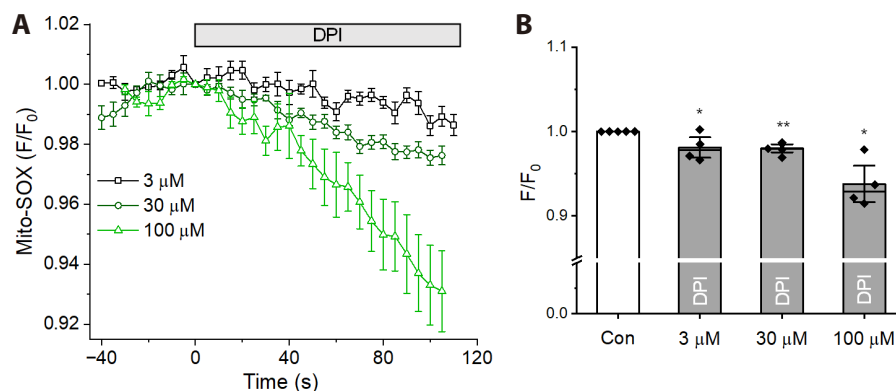 A
DPI
1.02
1.00
0.98
0.96
0.94
0.92
Mito-SOX (F/F0)
3 μM
30 μM
100 μM
−40
0
40
80
120
Time (s)
B
1.1
1.0
0.9
0.0
F/F0
*
**
*
DPI
DPI
DPI
Con
3 μM
30 μM
100 μM